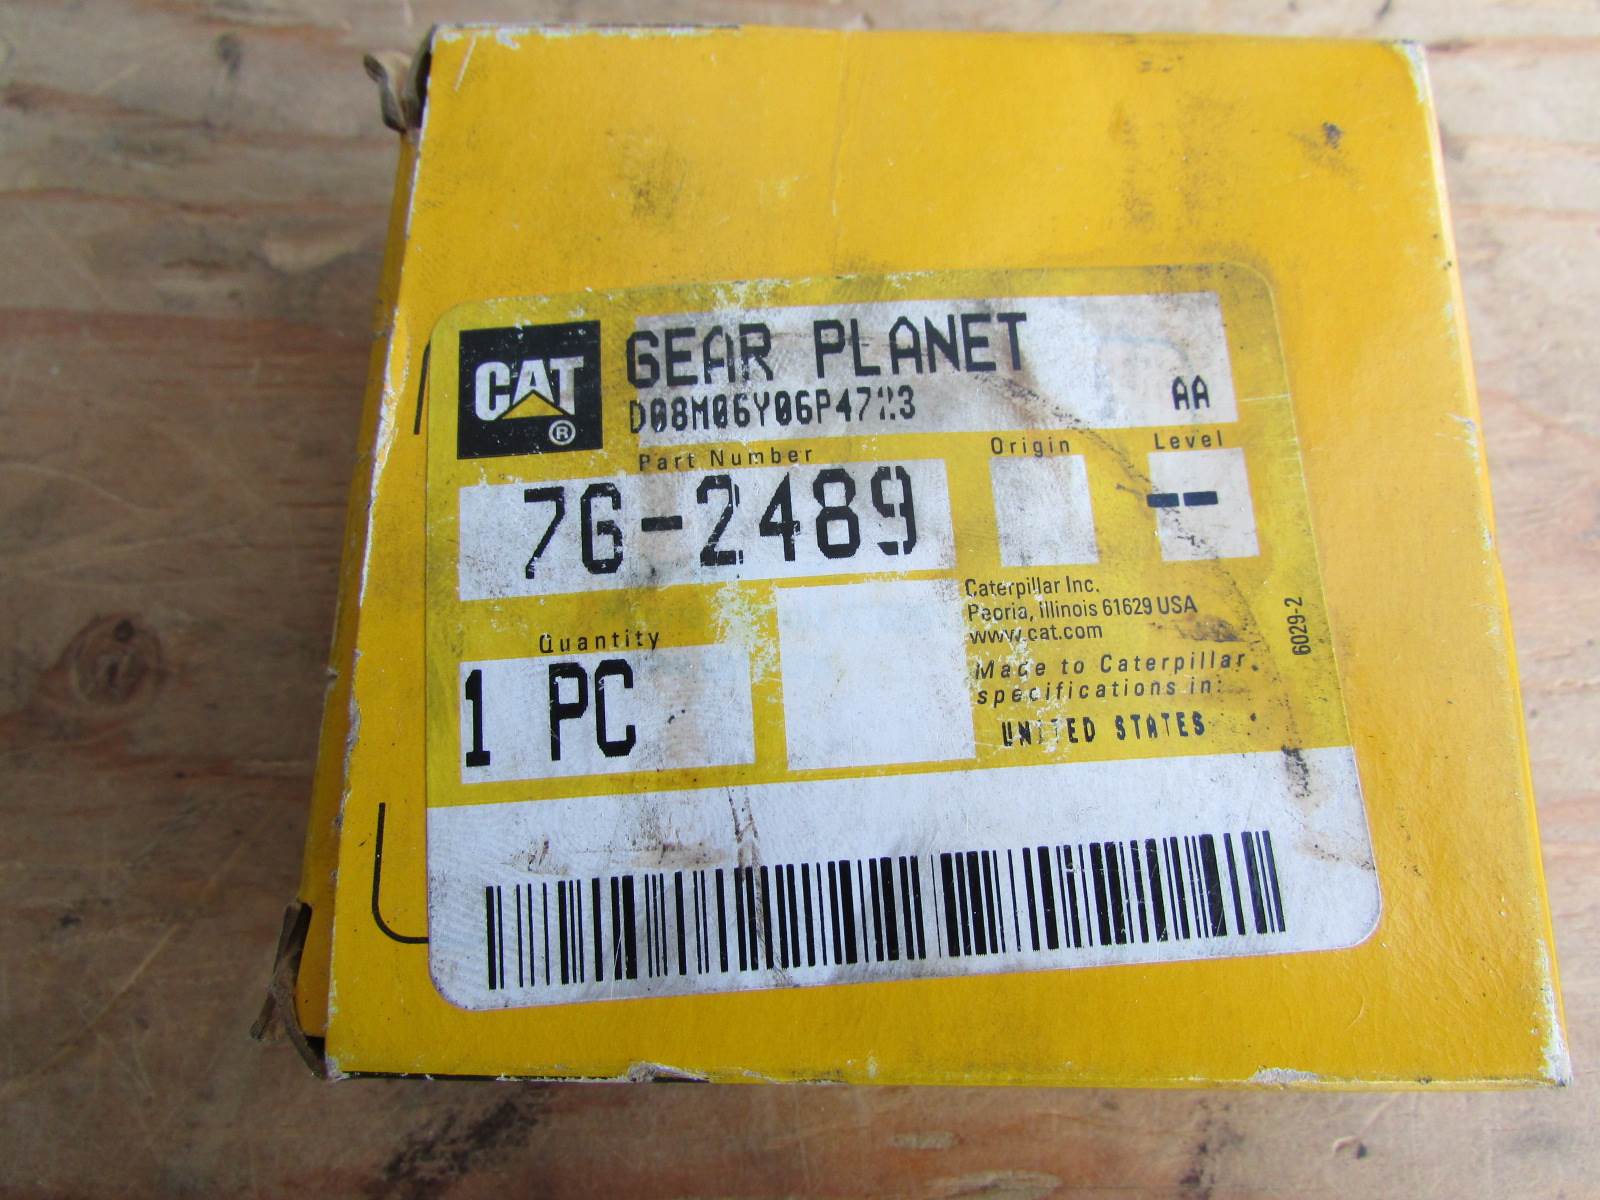 CAT
®
GEAR PLANET
D08M06Y06P4723
AA
Part Number
Origin
Level
7G-2489
--
Quantity
1 PC
Caterpillar Inc.
Peoria, Illinois 61629 USA
www.cat.com
Made to Caterpillar
specifications in:
UNITED STATES
6029-2